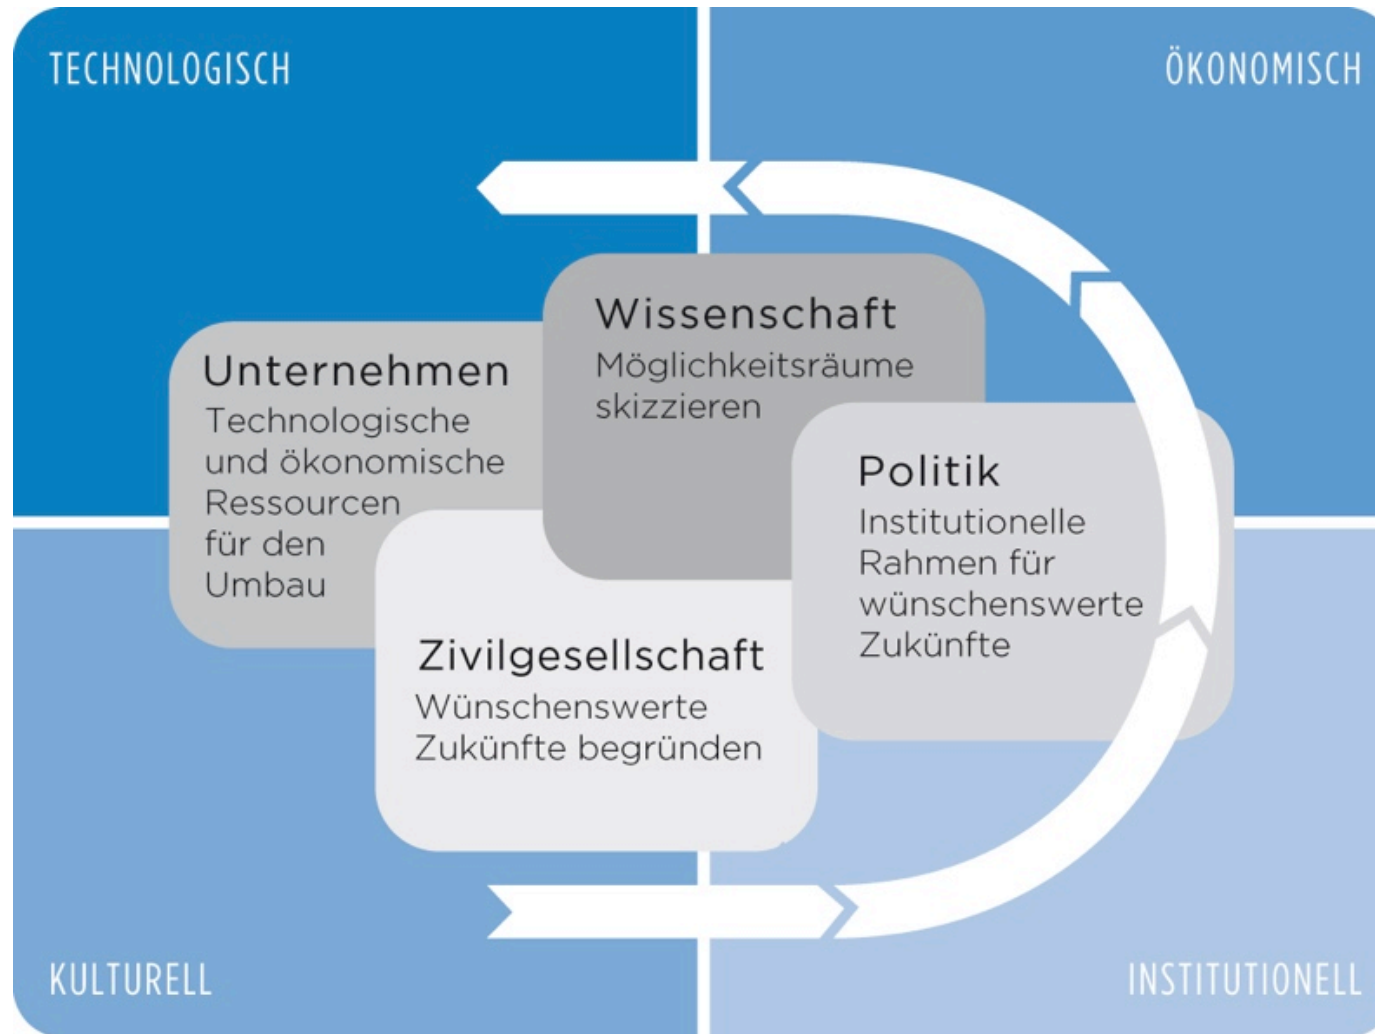 TECHNOLOGISCH
ÖKONOMISCH
Wissenschaft
Möglichkeitsräume
skizzieren
Unternehmen
Technologische
und ökonomische
Ressourcen
für den
Umbau
Politik
Institutionelle
Rahmen für
wünschenswerte
Zukünfte
Zivilgesellschaft
Wünschenswerte
Zukünfte begründen
KULTURELL
INSTITUTIONELL